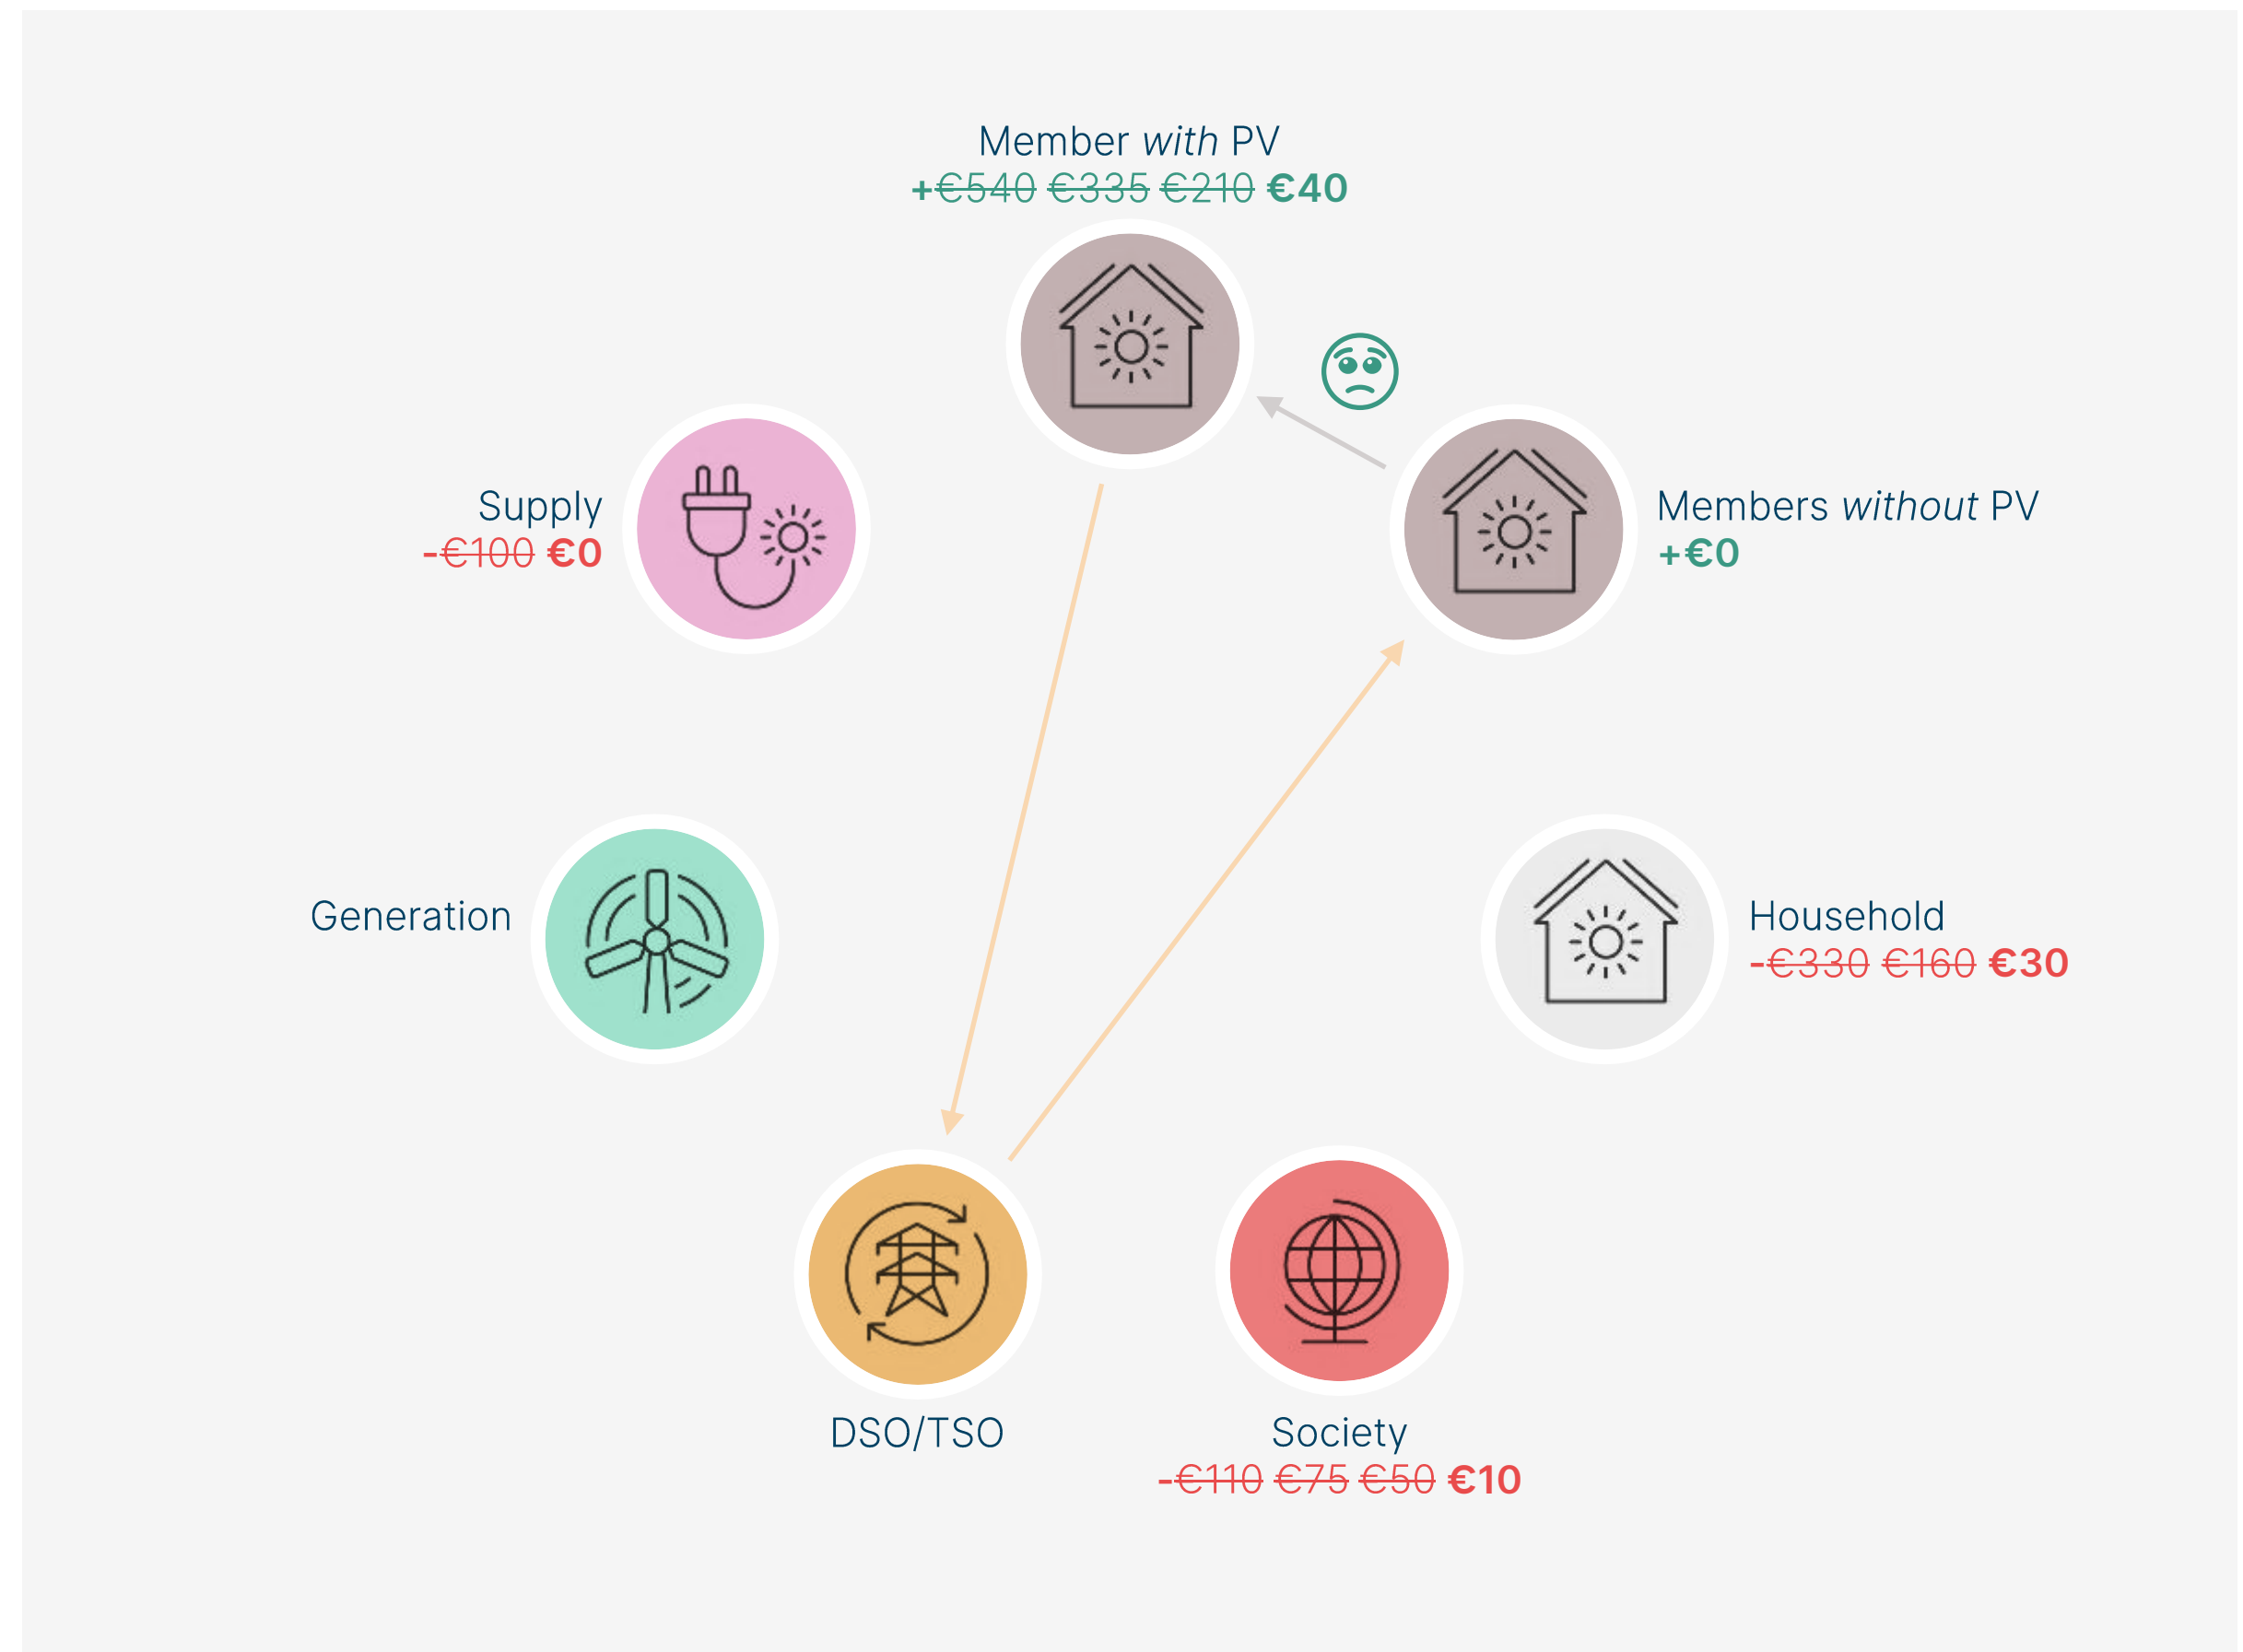 Member with PV
+€540 €335 €210 €40
Supply
-€100 €0
Members without PV
+€0
Generation
Household
-€330 €160 €30
DSO/TSO
Society
-€110 €75 €50 €10